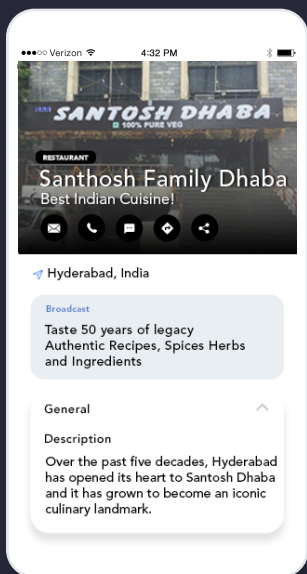 Verizon 4:32 PM
SANTOSH DHABA
100% PURE VEG
RESTAURANT
Santhosh Family Dhaba
Best Indian Cuisine!
Hyderabad, India
Broadcast
Taste 50 years of legacy
Authentic Recipes, Spices Herbs
and Ingredients
General
Description
Over the past five decades, Hyderabad
has opened its heart to Santosh Dhaba
and it has grown to become an iconic
culinary landmark.